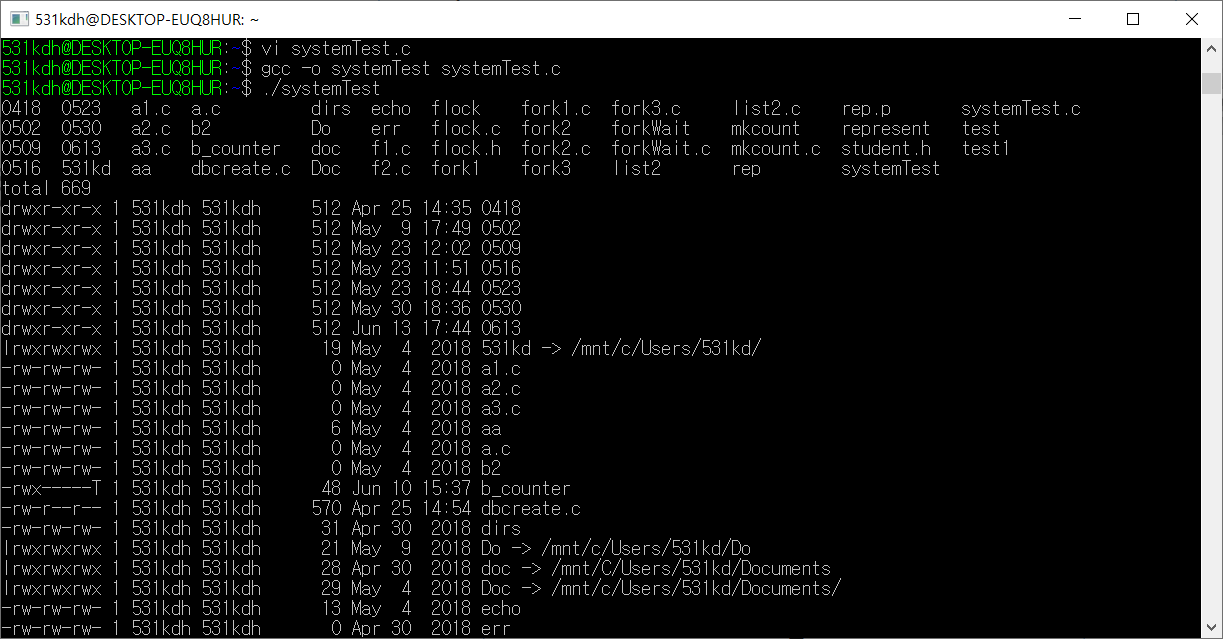 531kdh@DESKTOP-EUQ8HUR: ~
531kdh@DESKTOP-EUQ8HUR:~$ vi systemTest.c
531kdh@DESKTOP-EUQ8HUR:~$ gcc -o systemTest systemTest.c
531kdh@DESKTOP-EUQ8HUR:~$ ./systemTest
0418  0523   a1.c  a.c         dirs  echo  flock    fork1.c  fork3.c     list2.c    rep.p      systemTest.c
0502  0530   a2.c  b2          Do    err   flock.c  fork2    forkWait    mkcount    represent  test
0509  0613   a3.c  b_counter   doc   f1.c  flock.h  fork2.c  forkWait.c  mkcount.c  student.h  test1
0516  531kd  aa    dbcreate.c  Doc   f2.c  fork1    fork3    list2       rep        systemTest
total 669
drwxr-xr-x 1 531kdh 531kdh     512 Apr 25 14:35 0418
drwxr-xr-x 1 531kdh 531kdh     512 May  9 17:49 0502
drwxr-xr-x 1 531kdh 531kdh     512 May 23 12:02 0509
drwxr-xr-x 1 531kdh 531kdh     512 May 23 11:51 0516
drwxr-xr-x 1 531kdh 531kdh     512 May 23 18:44 0523
drwxr-xr-x 1 531kdh 531kdh     512 May 30 18:36 0530
drwxr-xr-x 1 531kdh 531kdh     512 Jun 13 17:44 0613
lrwxrwxrwx 1 531kdh 531kdh      19 May  4  2018 531kd -> /mnt/c/Users/531kd/
-rw-rw-rw- 1 531kdh 531kdh       0 May  4  2018 a1.c
-rw-rw-rw- 1 531kdh 531kdh       0 May  4  2018 a2.c
-rw-rw-rw- 1 531kdh 531kdh       0 May  4  2018 a3.c
-rw-rw-rw- 1 531kdh 531kdh       6 May  4  2018 aa
-rw-rw-rw- 1 531kdh 531kdh       0 May  4  2018 a.c
-rw-rw-rw- 1 531kdh 531kdh       0 May  4  2018 b2
-rwx-----T 1 531kdh 531kdh      48 Jun 10 15:37 b_counter
-rw-r--r-- 1 531kdh 531kdh     570 Apr 25 14:54 dbcreate.c
-rw-rw-rw- 1 531kdh 531kdh      31 Apr 30  2018 dirs
lrwxrwxrwx 1 531kdh 531kdh      21 May  9  2018 Do -> /mnt/c/Users/531kd/Do
lrwxrwxrwx 1 531kdh 531kdh      28 Apr 30  2018 doc -> /mnt/C/Users/531kd/Documents
lrwxrwxrwx 1 531kdh 531kdh      29 May  4  2018 Doc -> /mnt/c/Users/531kd/Documents/
-rw-rw-rw- 1 531kdh 531kdh      13 May  4  2018 echo
-rw-rw-rw- 1 531kdh 531kdh       0 Apr 30  2018 err